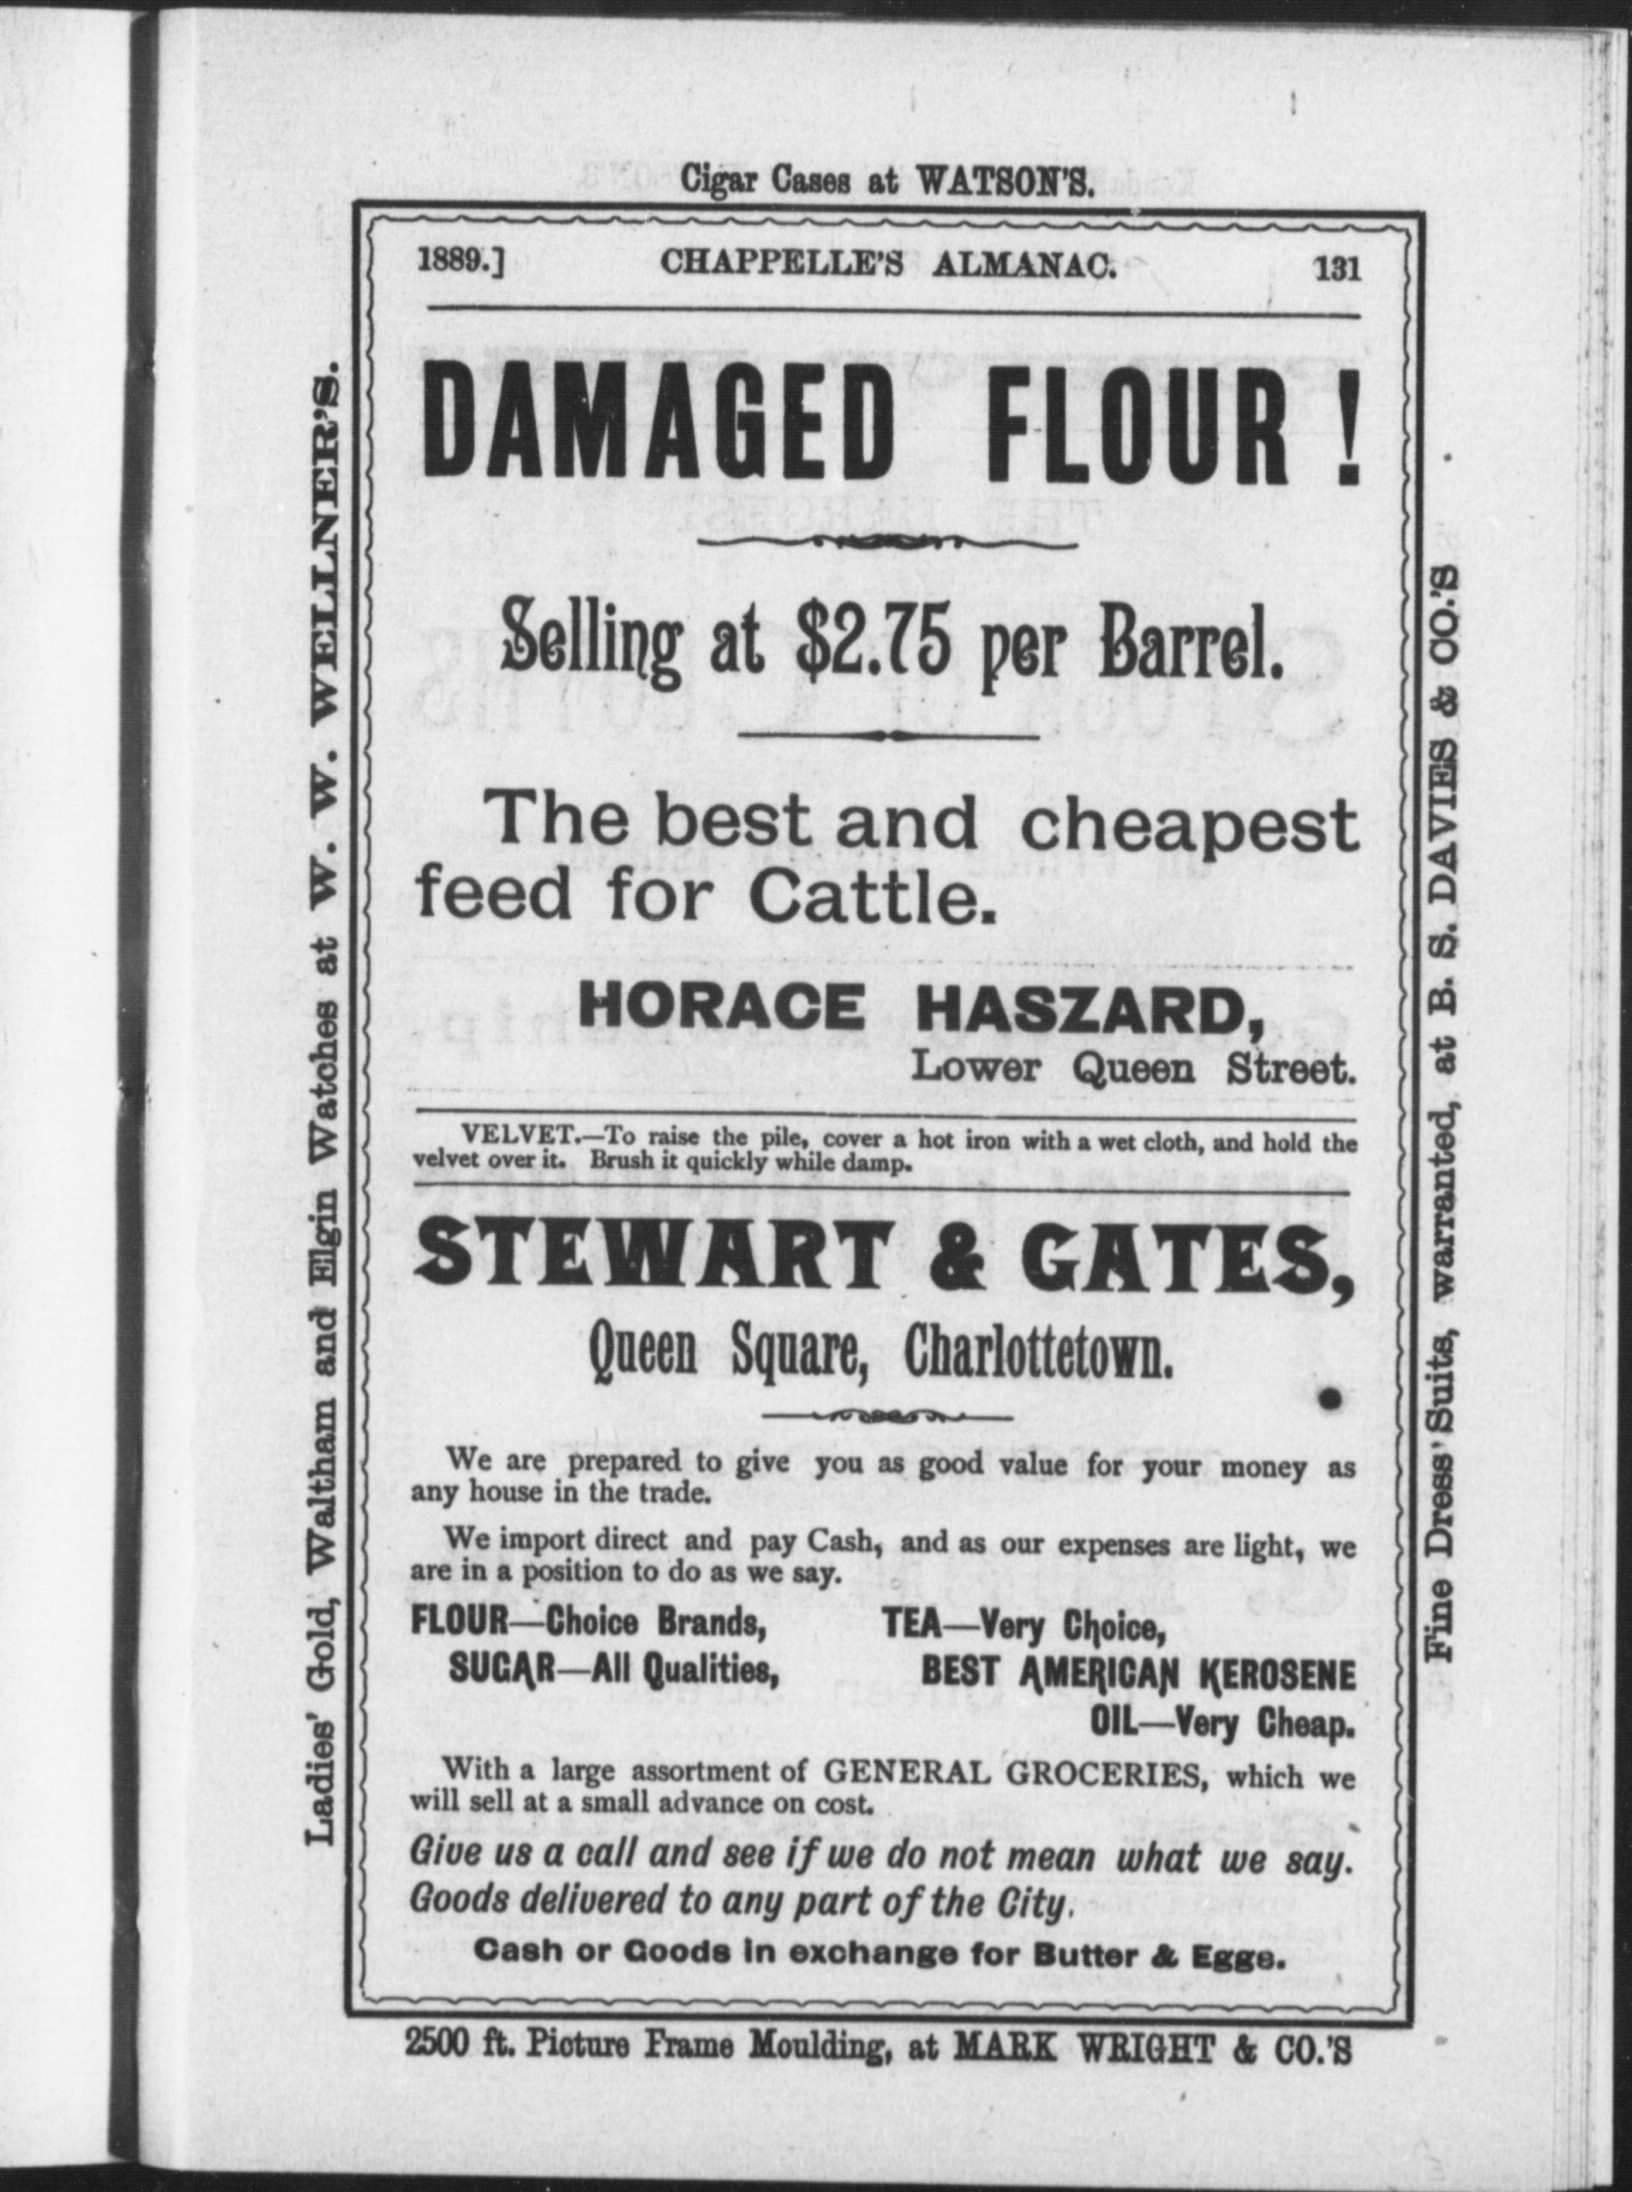 Cigar Cases at WATSON'S.
1889.] CHAPPELLE'S ALMANAC. 131
DAMAGED FLOUR!
Selling at $2.75 per Barrel.
The best and cheapest
feed for Cattle.
HORACE HASZARD,
Lower Queen Street.
VELVET.—To raise the pile, cover a hot iron with a wet cloth, and hold the
velvet over it. Brush it quickly while damp.
STEWART & GATES,
Queen Square, Charlottetown.
We are prepared to give you as good value for your money as
any house in the trade.
We import direct and pay Cash, and as our expenses are light, we
are in a position to do as we say.
FLOUR—Choice Brands, TEA—Very Choice,
SUGAR—All Qualities, BEST AMERICAN KEROSENE
OIL—Very Cheap.
With a large assortment of GENERAL GROCERIES, which we
will sell at a small advance on cost.
Give us a call and see if we do not mean what we say.
Goods delivered to any part of the City.
Cash or Goods in exchange for Butter & Eggs.
2500 ft. Picture Frame Moulding, at MARK WRIGHT & CO.'S
Ladies' Gold, Waltham and Elgin Watches at W. W. WELLNER'S.
Fine Dress Suits, warranted, at B. S. DAVIES & CO.'S